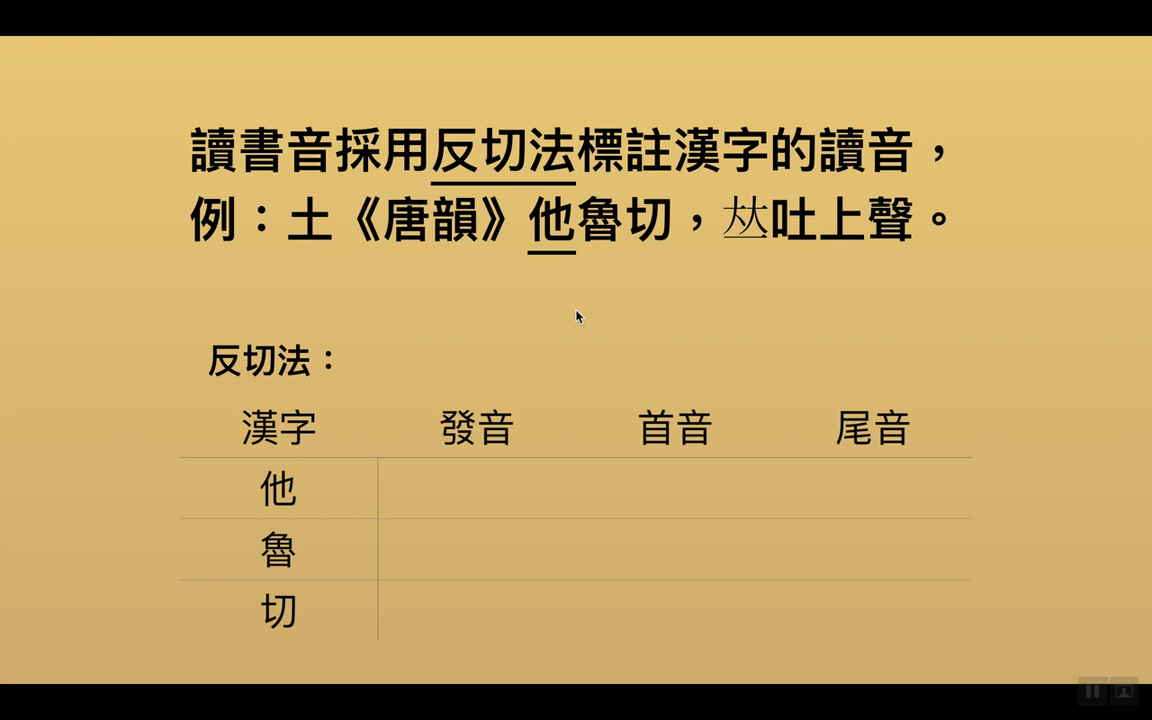 讀書音採用反切法標註漢字的讀音，
例：土《唐韻》他魯切，𠀤吐上聲。
反切法：
漢字 發音 首音 尾音
他
魯
切